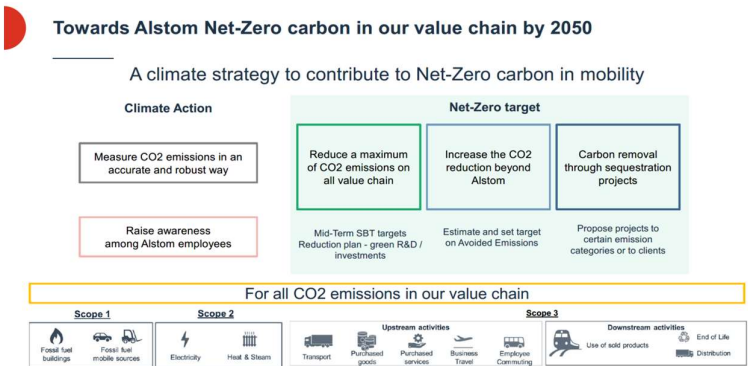 Towards Alstom Net-Zero carbon in our value chain by 2050
A climate strategy to contribute to Net-Zero carbon in mobility
Climate Action
Measure CO2 emissions in an
accurate and robust way
Raise awareness
among Alstom employees
Net-Zero target
Reduce a maximum
of CO2 emissions on
all value chain
Mid-Term SBT targets
Reduction plan - green R&D /
investments
Increase the CO2
reduction beyond
Alstom
Estimate and set target
on Avoided Emissions
Carbon removal
through sequestration
projects
Propose projects to
certain emission
categories or to clients
For all CO2 emissions in our value chain
Scope 1
Fossil fuel
buildings
Fossil fuel
mobile sources
Scope 2
Electricity
Heat & Steam
Scope 3
Upstream activities
Transport
Purchased
goods
Purchased
services
Business
Travel
Employee
Commuting
Downstream activities
Use of sold products
End of Life
Distribution